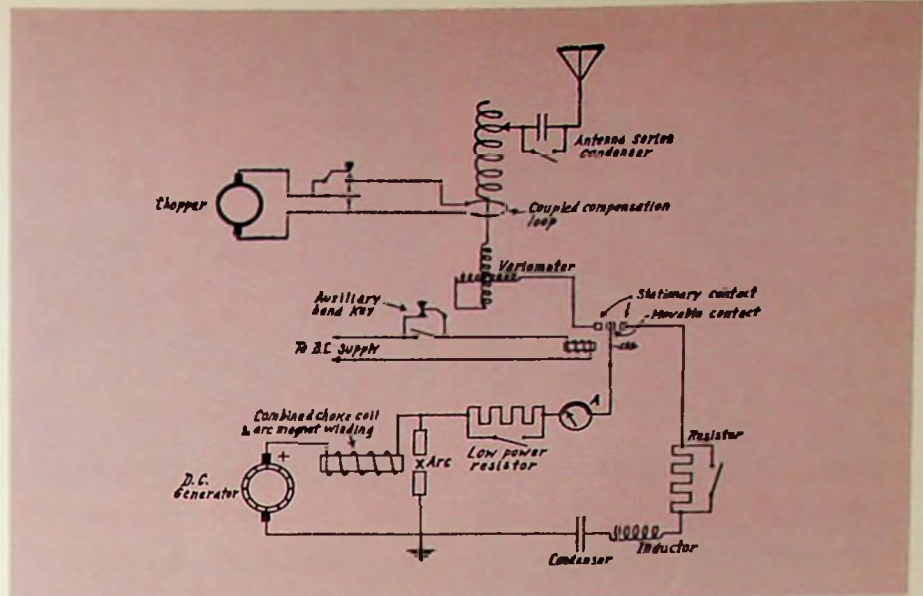 Antenna Series
condenser
Chopper
Coupled compensation
loop
Variometer
Auxiliary
hand key
Stationary contact
Movable contact
To D.C. Supply
Combined choke coil
& arc magnet winding
A
+
Arc
Low power
resistor
Resistor
D.C.
Generator
Condenser
Inductor